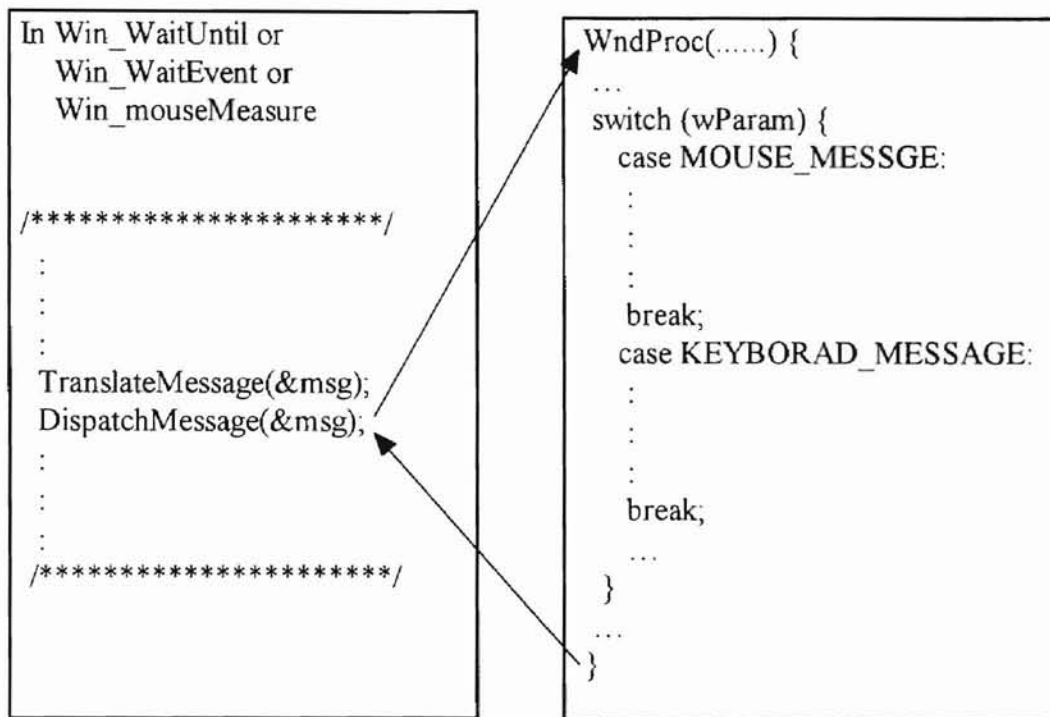 In Win_WaitUntil or
Win_WaitEvent or
Win_mouseMeasure
/**********************/
:
:
:
TranslateMessage(&msg);
DispatchMessage(&msg);
:
:
:
/**********************/
WndProc(......) {
...
switch (wParam) {
case MOUSE_MESSGE:
:
:
:
break;
case KEYBORAD_MESSAGE:
:
:
:
break;
...
}
...
}